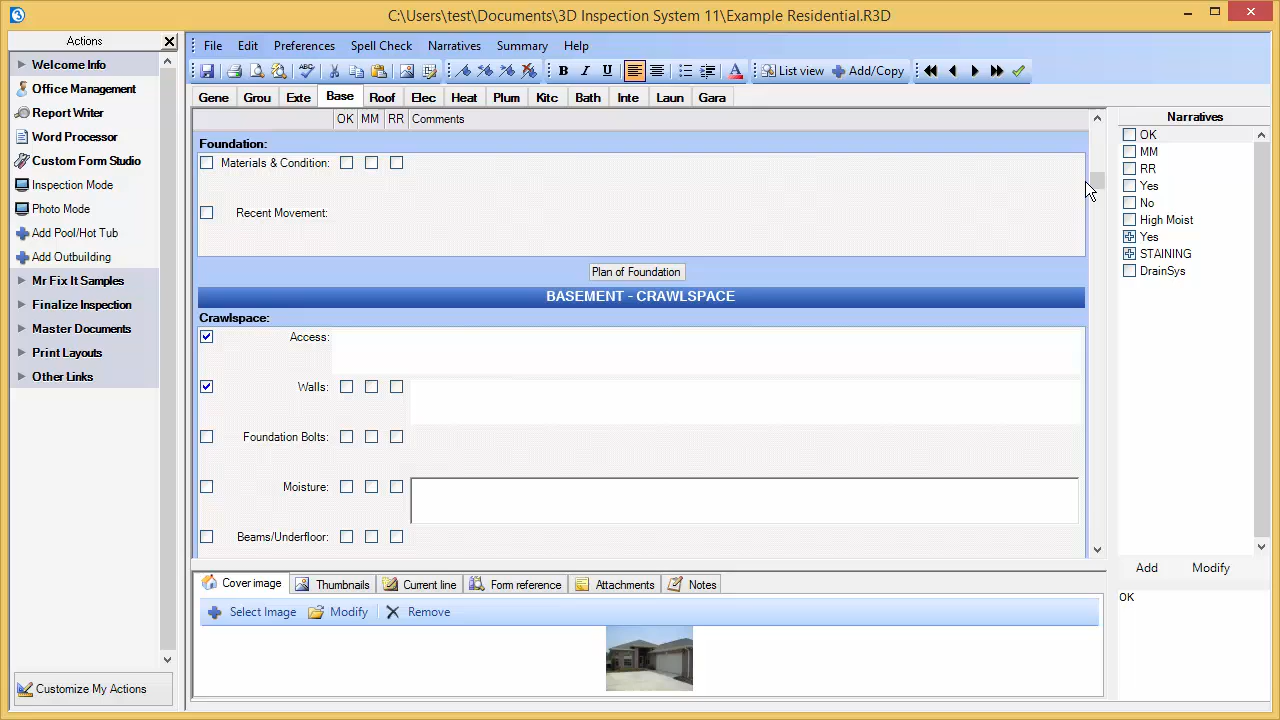 C:\Users\test\Documents\3D Inspection System 11\Example Residential.R3D
Actions
Welcome Info
Office Management
Report Writer
Word Processor
Custom Form Studio
Inspection Mode
Photo Mode
Add Pool/Hot Tub
Add Outbuilding
Mr Fix It Samples
Finalize Inspection
Master Documents
Print Layouts
Other Links
Customize My Actions
File Edit Preferences Spell Check Narratives Summary Help
ABC B I U A List view Add/Copy
Gene Grou Exte Base Roof Elec Heat Plum Kitc Bath Inte Laun Gara
OK MM RR Comments
Foundation:
Materials & Condition:
Recent Movement:
Plan of Foundation
BASEMENT - CRAWLSPACE
Crawlspace:
Access:
Walls:
Foundation Bolts:
Moisture:
Beams/Underfloor:
Cover image Thumbnails Current line Form reference Attachments Notes
Select Image Modify Remove
Narratives
OK
MM
RR
Yes
No
High Moist
Yes
STAINING
DrainSys
Add Modify
OK